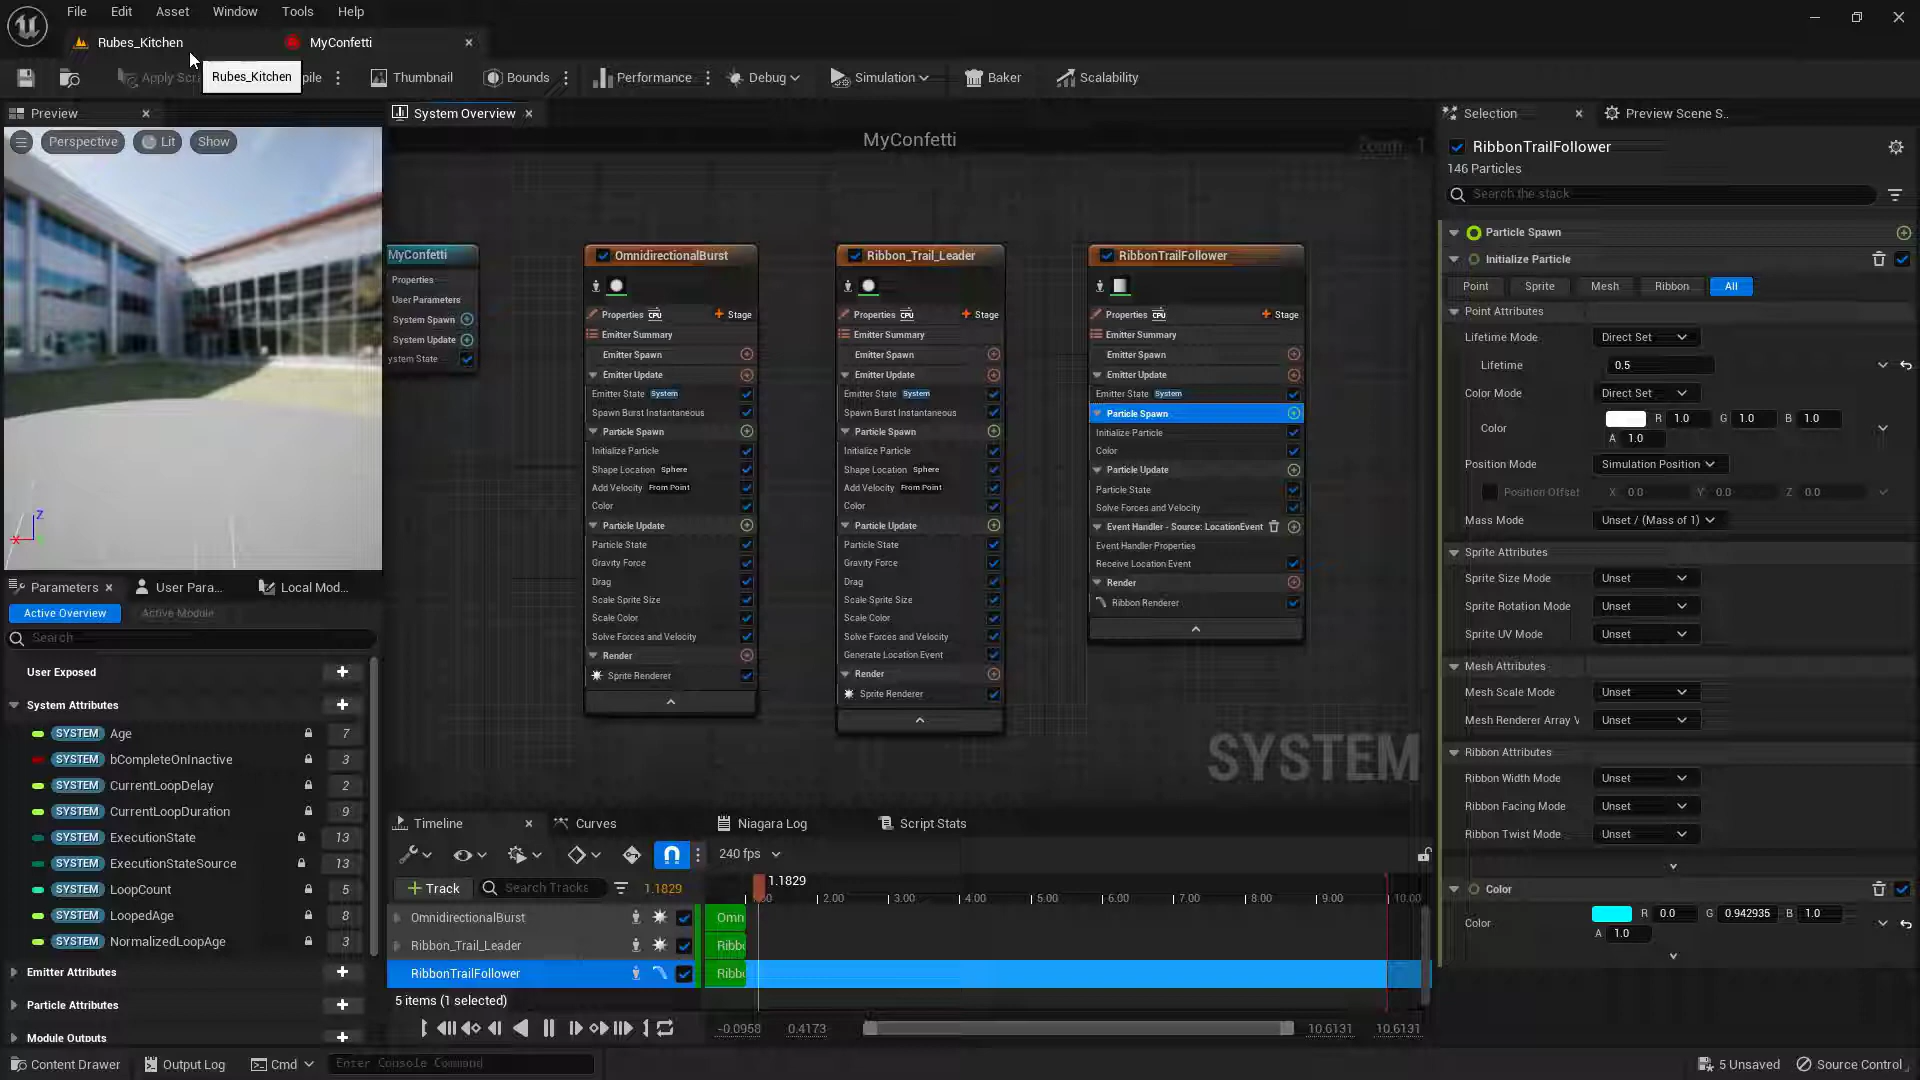 File Edit Asset Window Tools Help
Rubes_Kitchen MyConfetti
Apply Scr pile Thumbnail Bounds Performance Debug Simulation Baker Scalability
Rubes_Kitchen
Preview
Perspective Lit Show
Z
X
Parameters User Para... Local Mod...
Active Overview Active Module
Search
User Exposed
System Attributes
SYSTEM Age 7
SYSTEM bCompleteOnInactive 3
SYSTEM CurrentLoopDelay 2
SYSTEM CurrentLoopDuration 9
SYSTEM ExecutionState 13
SYSTEM ExecutionStateSource 13
SYSTEM LoopCount 5
SYSTEM LoopedAge 8
SYSTEM NormalizedLoopAge 3
Emitter Attributes
Particle Attributes
Module Outputs
System Overview
MyConfetti
MyConfetti
Properties
User Parameters
System Spawn
System Update
ystem State
OmnidirectionalBurst
Properties CPU Stage
Emitter Summary
Emitter Spawn
Emitter Update
Emitter State System
Spawn Burst Instantaneous
Particle Spawn
Initialize Particle
Shape Location Sphere
Add Velocity From Point
Color
Particle Update
Particle State
Gravity Force
Drag
Scale Sprite Size
Scale Color
Solve Forces and Velocity
Render
Sprite Renderer
Ribbon_Trail_Leader
Properties CPU Stage
Emitter Summary
Emitter Spawn
Emitter Update
Emitter State System
Spawn Burst Instantaneous
Particle Spawn
Initialize Particle
Shape Location Sphere
Add Velocity From Point
Color
Particle Update
Particle State
Gravity Force
Drag
Scale Sprite Size
Scale Color
Solve Forces and Velocity
Generate Location Event
Render
Sprite Renderer
RibbonTrailFollower
Properties CPU Stage
Emitter Summary
Emitter Spawn
Emitter Update
Emitter State System
Particle Spawn
Initialize Particle
Color
Particle Update
Particle State
Solve Forces and Velocity
Event Handler - Source: LocationEvent
Event Handler Properties
Receive Location Event
Render
Ribbon Renderer
SYSTEM
Timeline Curves Niagara Log Script Stats
240 fps
Track Search Tracks 1.1829
1.1829
2.00 3.00 4.00 5.00 6.00 7.00 8.00 9.00 10.00
OmnidirectionalBurst Omn
Ribbon_Trail_Leader Ribbo
RibbonTrailFollower Ribbo
5 items (1 selected)
-0.0958 0.4173 10.6131 10.6131
Selection Preview Scene S..
RibbonTrailFollower
146 Particles
Search the stack
Particle Spawn
Initialize Particle
Point Sprite Mesh Ribbon All
Point Attributes
Lifetime Mode Direct Set
Lifetime 0.5
Color Mode Direct Set
Color R 1.0 G 1.0 B 1.0
A 1.0
Position Mode Simulation Position
Position Offset X 0.0 Y 0.0 Z 0.0
Mass Mode Unset / (Mass of 1)
Sprite Attributes
Sprite Size Mode Unset
Sprite Rotation Mode Unset
Sprite UV Mode Unset
Mesh Attributes
Mesh Scale Mode Unset
Mesh Renderer Array V Unset
Ribbon Attributes
Ribbon Width Mode Unset
Ribbon Facing Mode Unset
Ribbon Twist Mode Unset
Color
Color R 0.0 G 0.942935 B 1.0
A 1.0
Content Drawer Output Log Cmd Enter Console Command 5 Unsaved Source Control